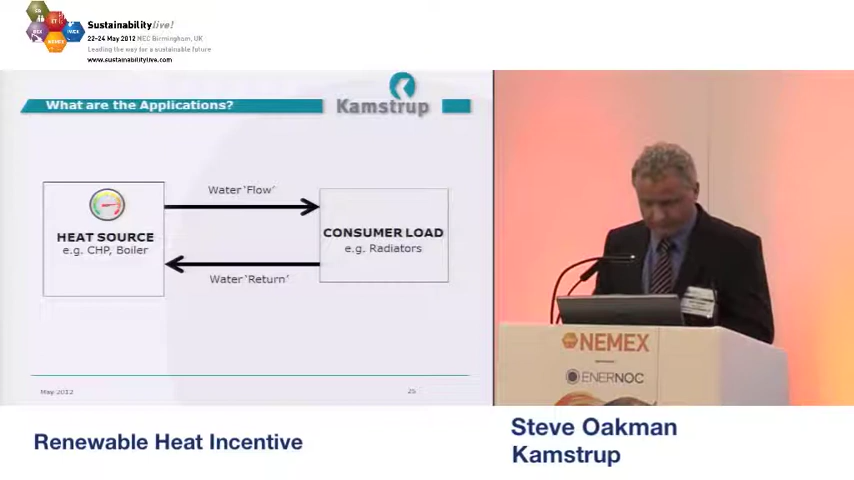 Sustainabilitylive!
22-24 May 2012 NEC Birmingham, UK
Leading the way for a sustainable future
www.sustainabilitylive.com
What are the Applications?
Kamstrup
Water 'Flow'
HEAT SOURCE
e.g. CHP, Boiler
CONSUMER LOAD
e.g. Radiators
Water 'Return'
May 2012
25
NEMEX
ENERNOC
Renewable Heat Incentive
Steve Oakman
Kamstrup